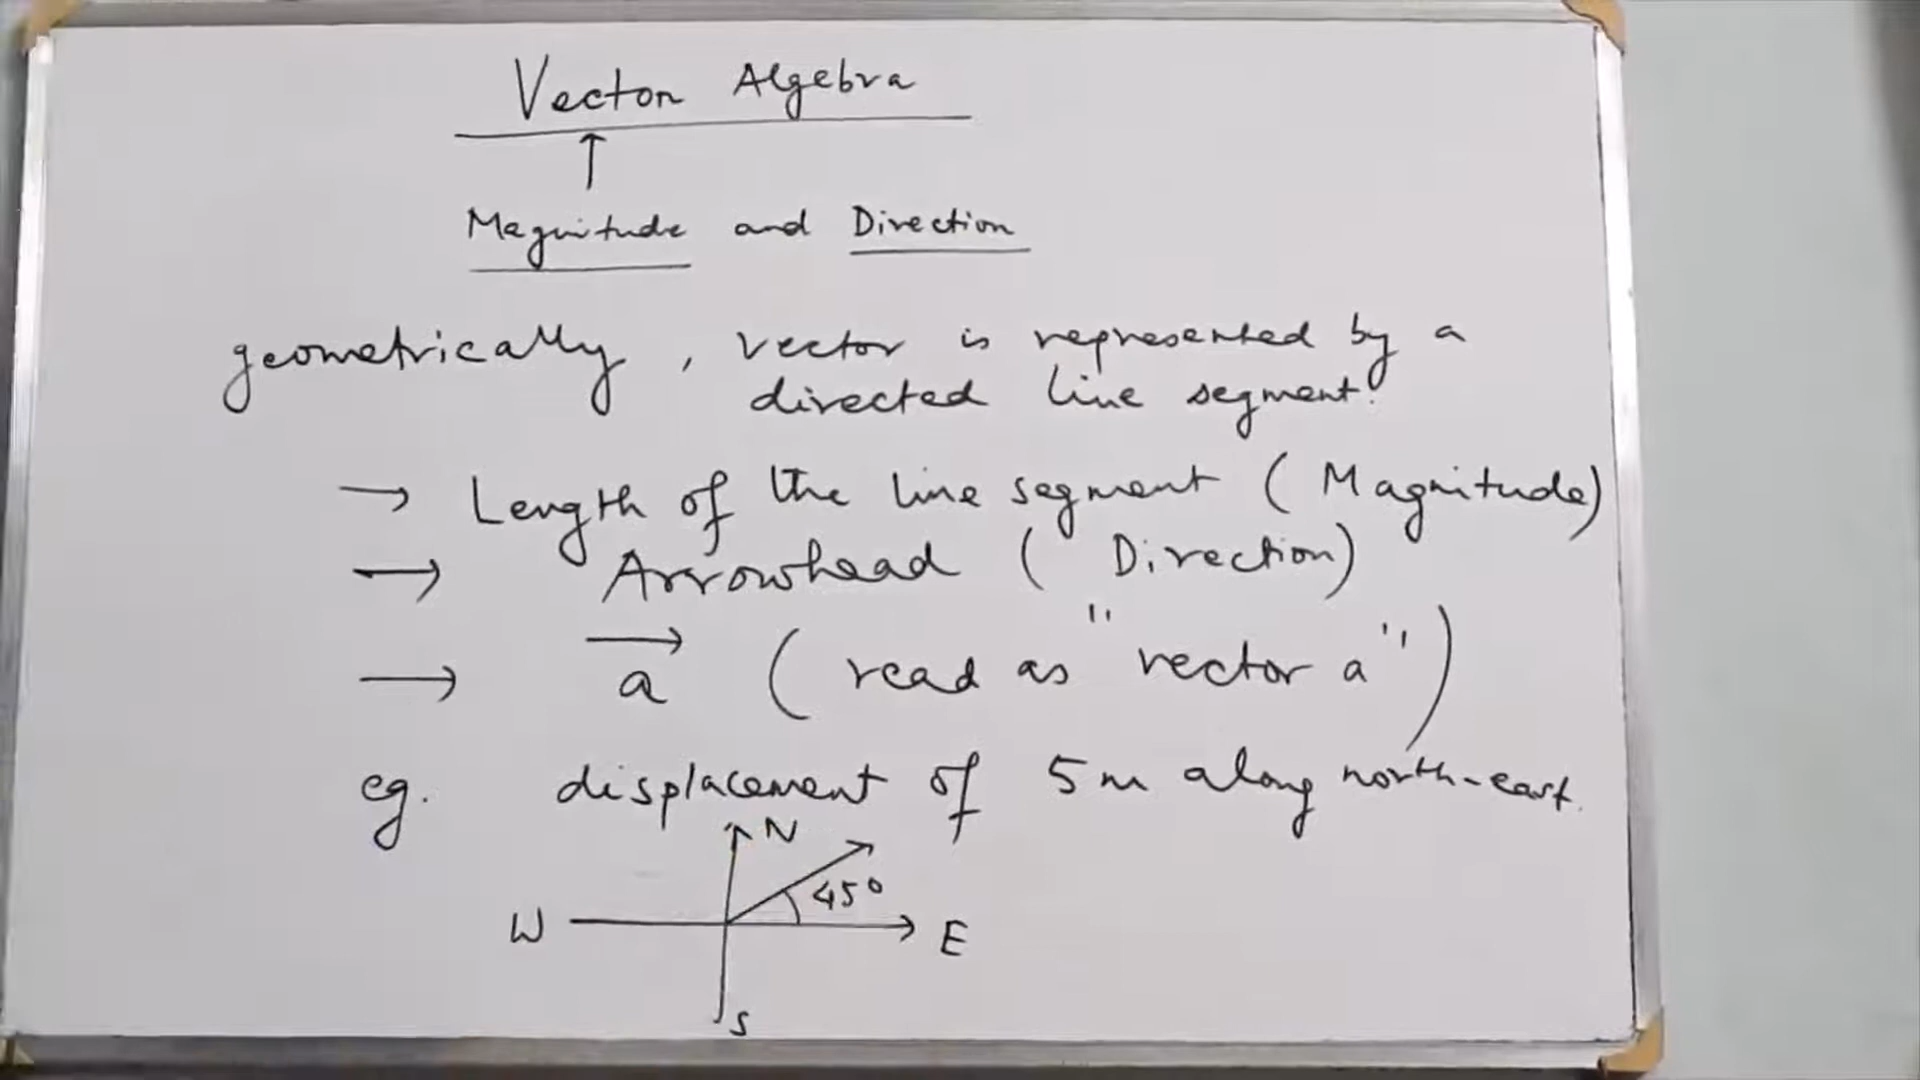 Vector Algebra
↑
Magnitude and Direction
geometrically, vector is represented by a
directed line segment.
→ Length of the line segment (Magnitude)
→ Arrowhead (Direction)
→ a⃗ (read as "vector a")
eg. displacement of 5m along north-east.
N
45°
W E
S